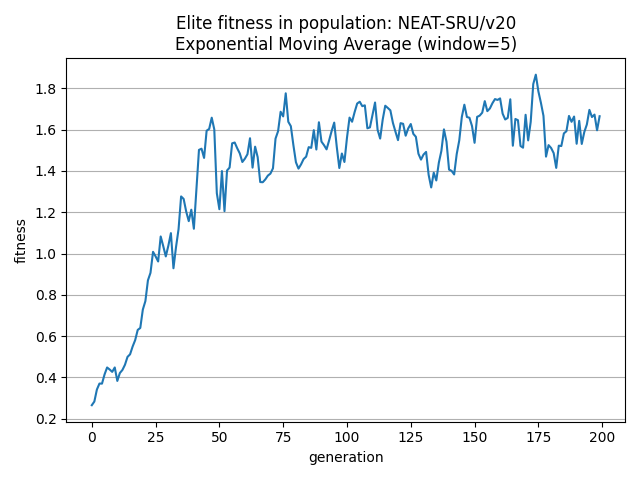 Elite fitness in population: NEAT-SRU/v20
Exponential Moving Average (window=5)
fitness
1.8
1.6
1.4
1.2
1.0
0.8
0.6
0.4
0.2
0 25 50 75 100 125 150 175 200
generation